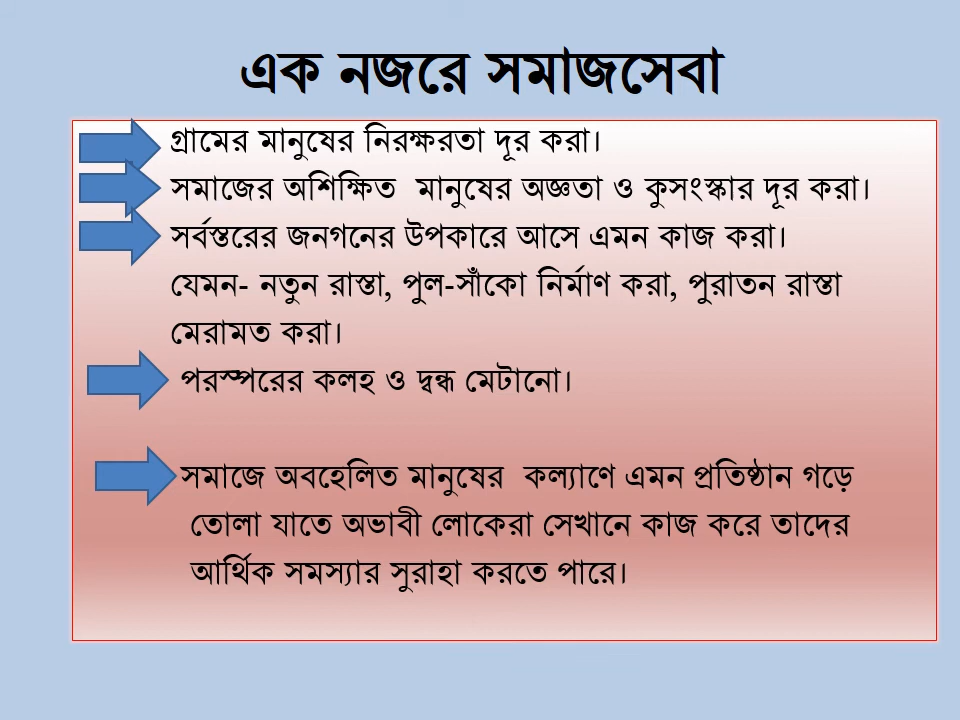 এক নজরে সমাজসেবা
গ্রামের মানুষের নিরক্ষরতা দূর করা।
সমাজের অশিক্ষিত মানুষের অজ্ঞতা ও কুসংস্কার দূর করা।
সর্বস্তরের জনগনের উপকারে আসে এমন কাজ করা।
যেমন- নতুন রাস্তা, পুল-সাঁকো নির্মাণ করা, পুরাতন রাস্তা
মেরামত করা।
পরস্পরের কলহ ও দ্বন্ধ মেটানো।
সমাজে অবহেলিত মানুষের কল্যাণে এমন প্রতিষ্ঠান গড়ে
তোলা যাতে অভাবী লোকেরা সেখানে কাজ করে তাদের
আর্থিক সমস্যার সুরাহা করতে পারে।